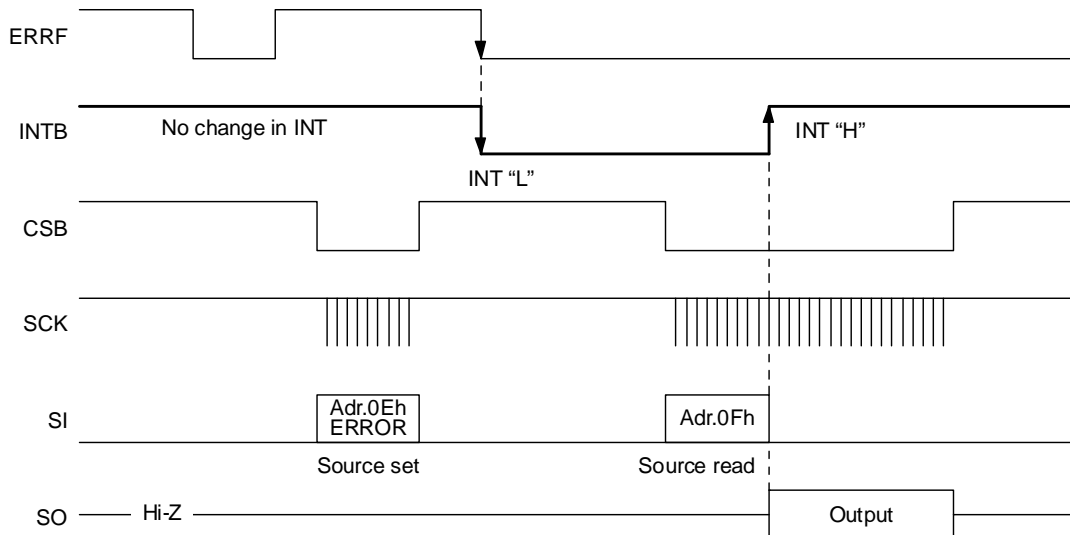 ERRF
INTB
No change in INT
INT “H”
INT “L”
CSB
SCK
SI
Adr.0Eh
ERROR
Adr.0Fh
Source set
Source read
SO
Hi-Z
Output